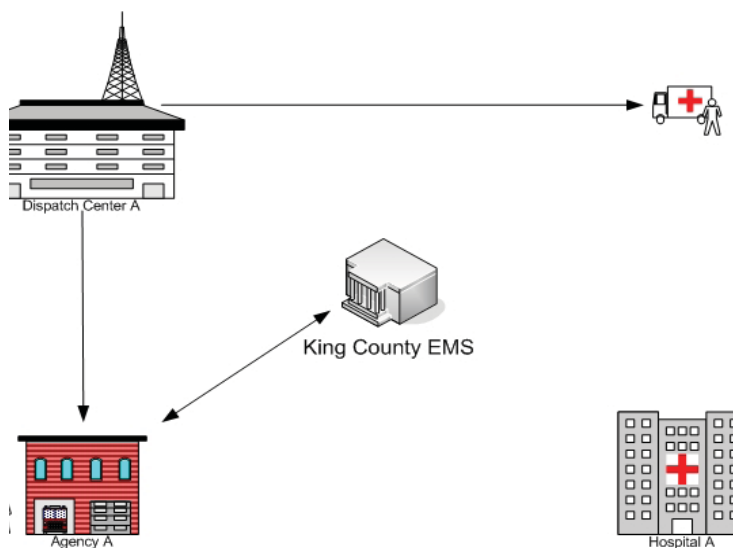 Dispatch Center A
King County EMS
Agency A
Hospital A